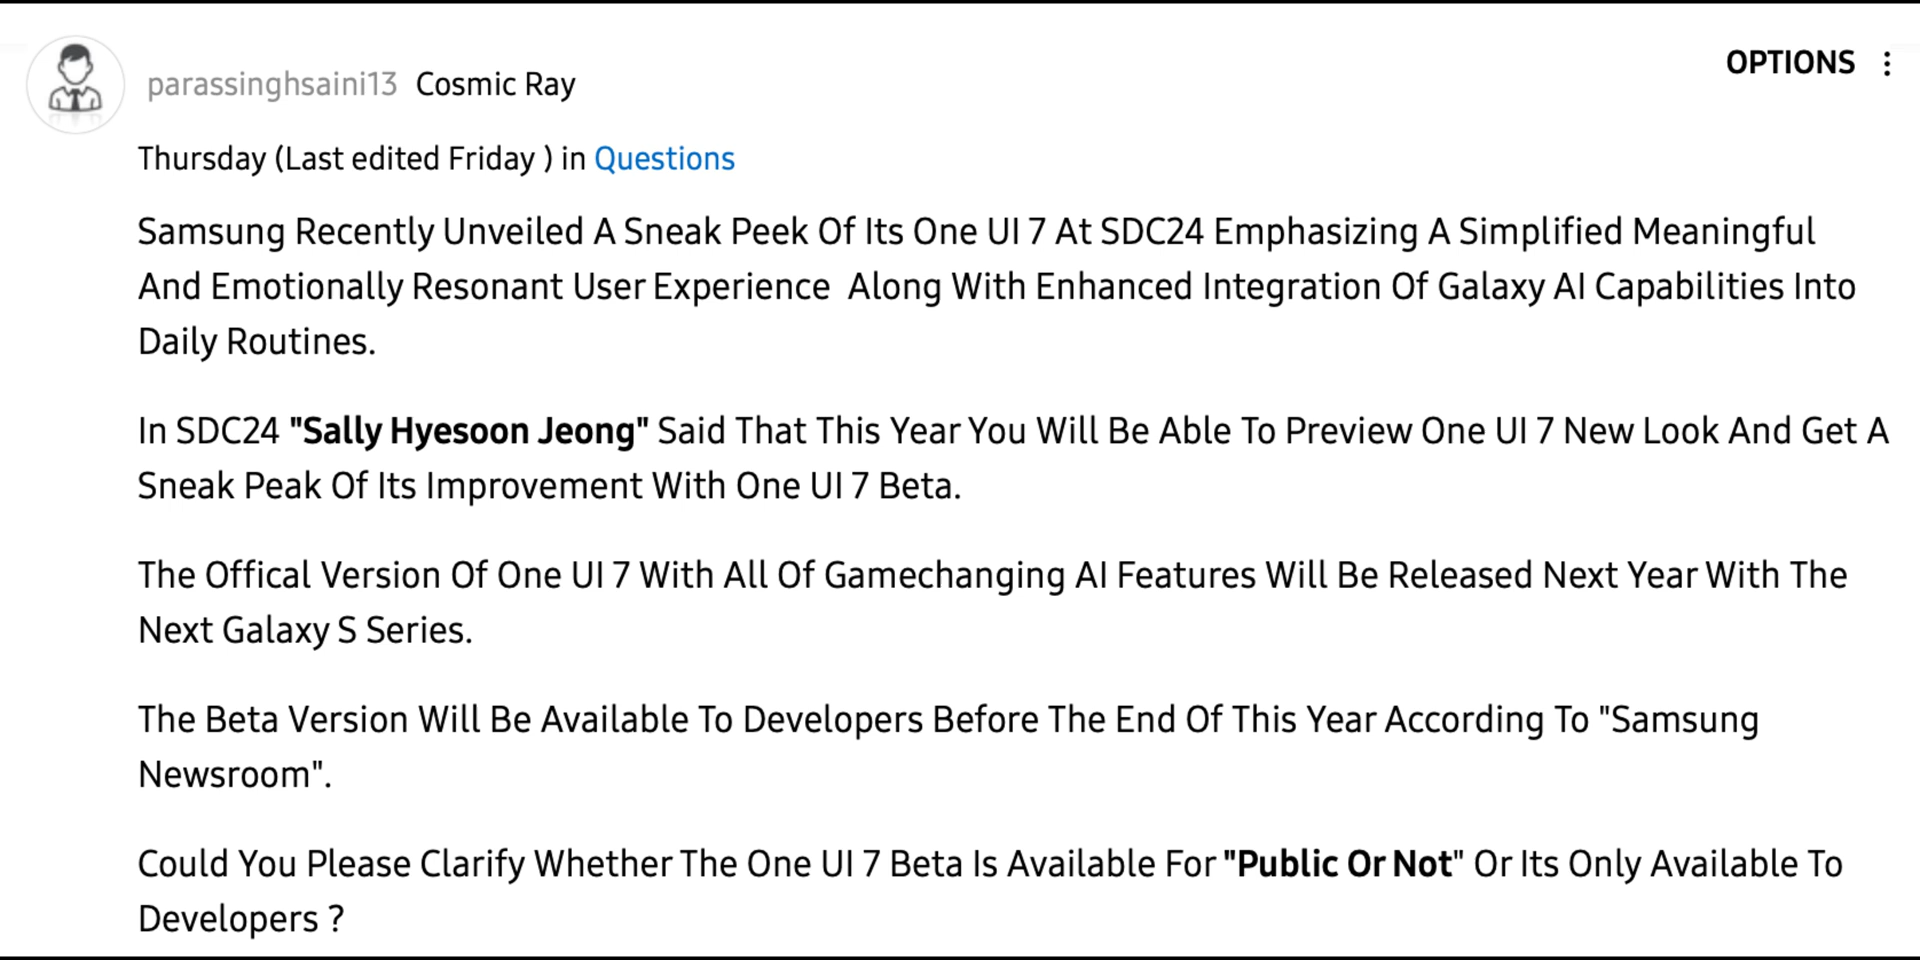 OPTIONS
parassinghsaini13 Cosmic Ray
Thursday (Last edited Friday ) in Questions
Samsung Recently Unveiled A Sneak Peek Of Its One UI 7 At SDC24 Emphasizing A Simplified Meaningful
And Emotionally Resonant User Experience  Along With Enhanced Integration Of Galaxy AI Capabilities Into
Daily Routines.
In SDC24 "Sally Hyesoon Jeong" Said That This Year You Will Be Able To Preview One UI 7 New Look And Get A
Sneak Peak Of Its Improvement With One UI 7 Beta.
The Offical Version Of One UI 7 With All Of Gamechanging AI Features Will Be Released Next Year With The
Next Galaxy S Series.
The Beta Version Will Be Available To Developers Before The End Of This Year According To "Samsung
Newsroom".
Could You Please Clarify Whether The One UI 7 Beta Is Available For "Public Or Not" Or Its Only Available To
Developers ?